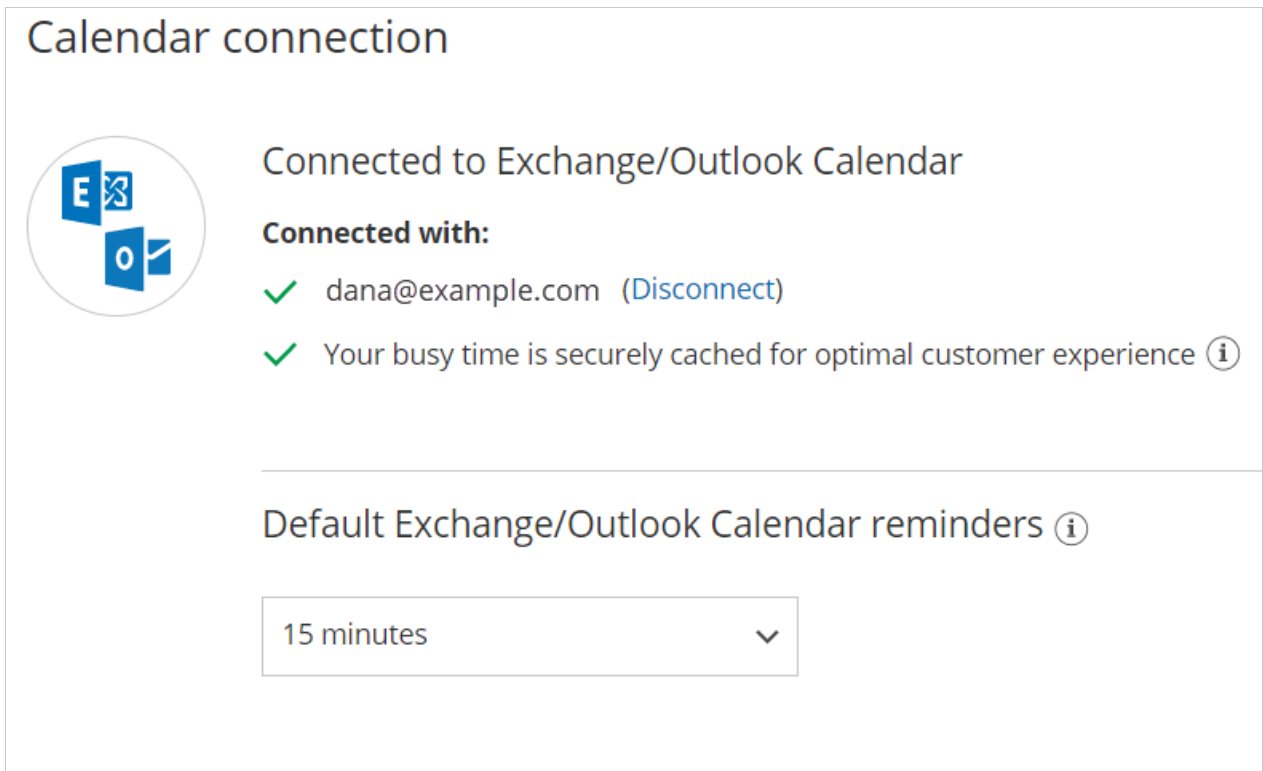 Calendar connection
E
O
Connected to Exchange/Outlook Calendar
Connected with:
dana@example.com (Disconnect)
Your busy time is securely cached for optimal customer experience i
Default Exchange/Outlook Calendar reminders i
15 minutes